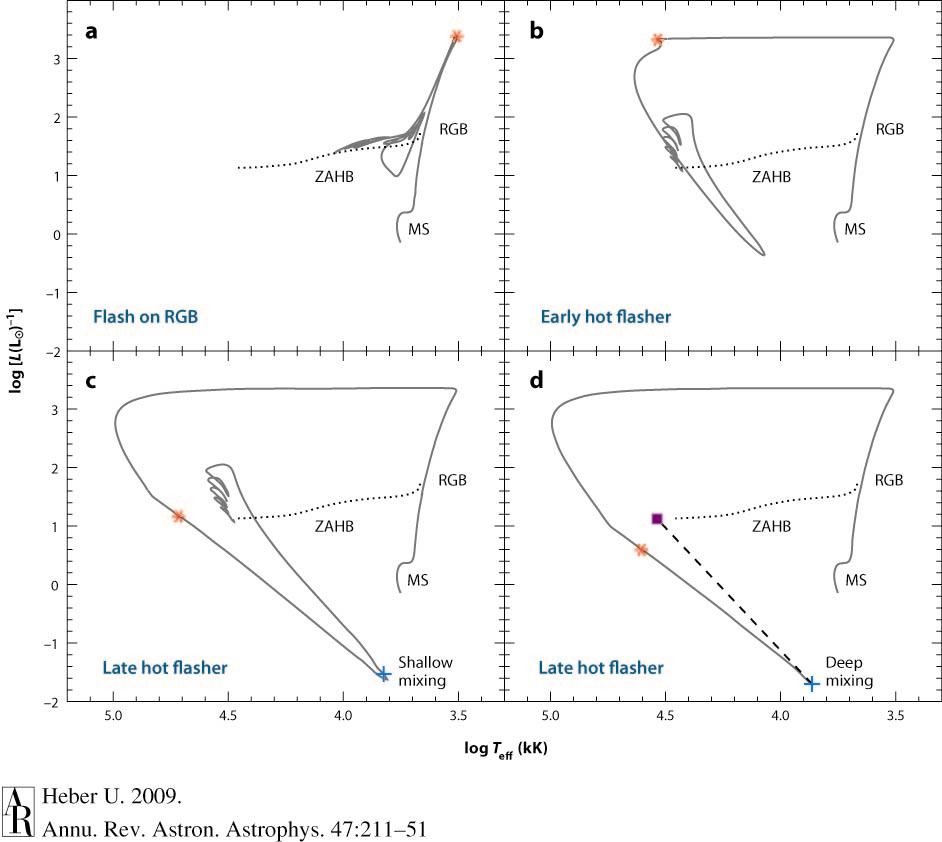 a
b
3
2
1
0
−1
−2
RGB
ZAHB
MS
Flash on RGB
RGB
ZAHB
MS
Early hot flasher
log [L(L⊙)⁻¹]
c
d
3
2
1
0
−1
−2
RGB
ZAHB
MS
Late hot flasher
Shallow
mixing
RGB
ZAHB
MS
Late hot flasher
Deep
mixing
5.0 4.5 4.0 3.5 5.0 4.5 4.0 3.5
log Teff (kK)
AR
Heber U. 2009.
Annu. Rev. Astron. Astrophys. 47:211–51